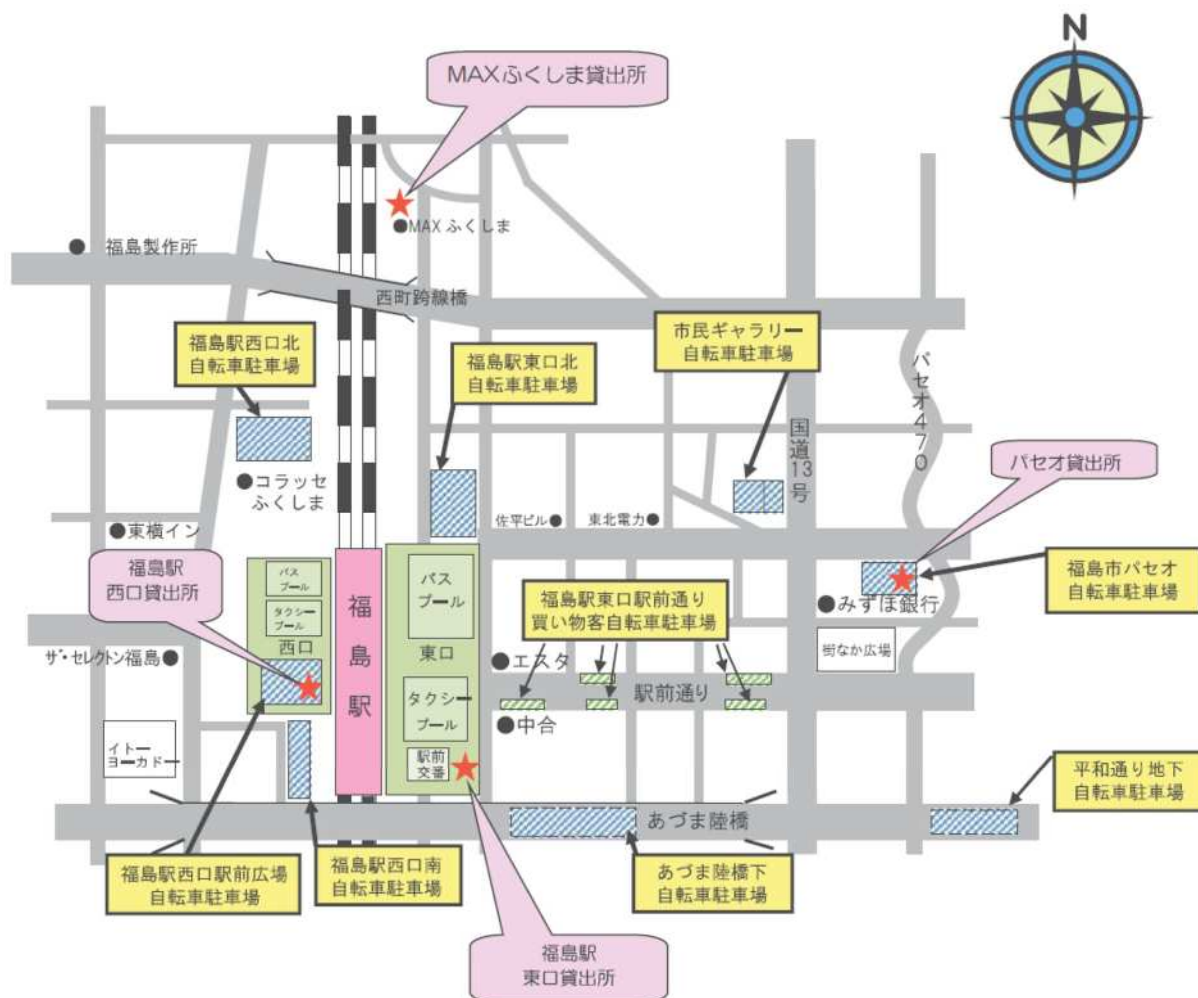 N
MAXふくしま貸出所
●MAXふくしま
● 福島製作所
西町跨線橋
福島駅西口北
自転車駐車場
福島駅東口北
自転車駐車場
市民ギャラリー
自転車駐車場
パセオ470
国道13号
パセオ貸出所
●コラッセ
ふくしま
●東横イン
佐平ビル●
東北電力●
福島駅
西口貸出所
バス
プール
タクシー
プール
西口
福島駅
バス
プール
東口
タクシー
プール
駅前
交番
福島駅東口駅前通り
買い物客自転車駐車場
福島市パセオ
自転車駐車場
●みずほ銀行
街なか広場
ザ・セレクトン福島●
●エスタ
駅前通り
●中合
イトー
ヨーカドー
平和通り地下
自転車駐車場
あづま陸橋
福島駅西口駅前広場
自転車駐車場
福島駅西口南
自転車駐車場
あづま陸橋下
自転車駐車場
福島駅
東口貸出所